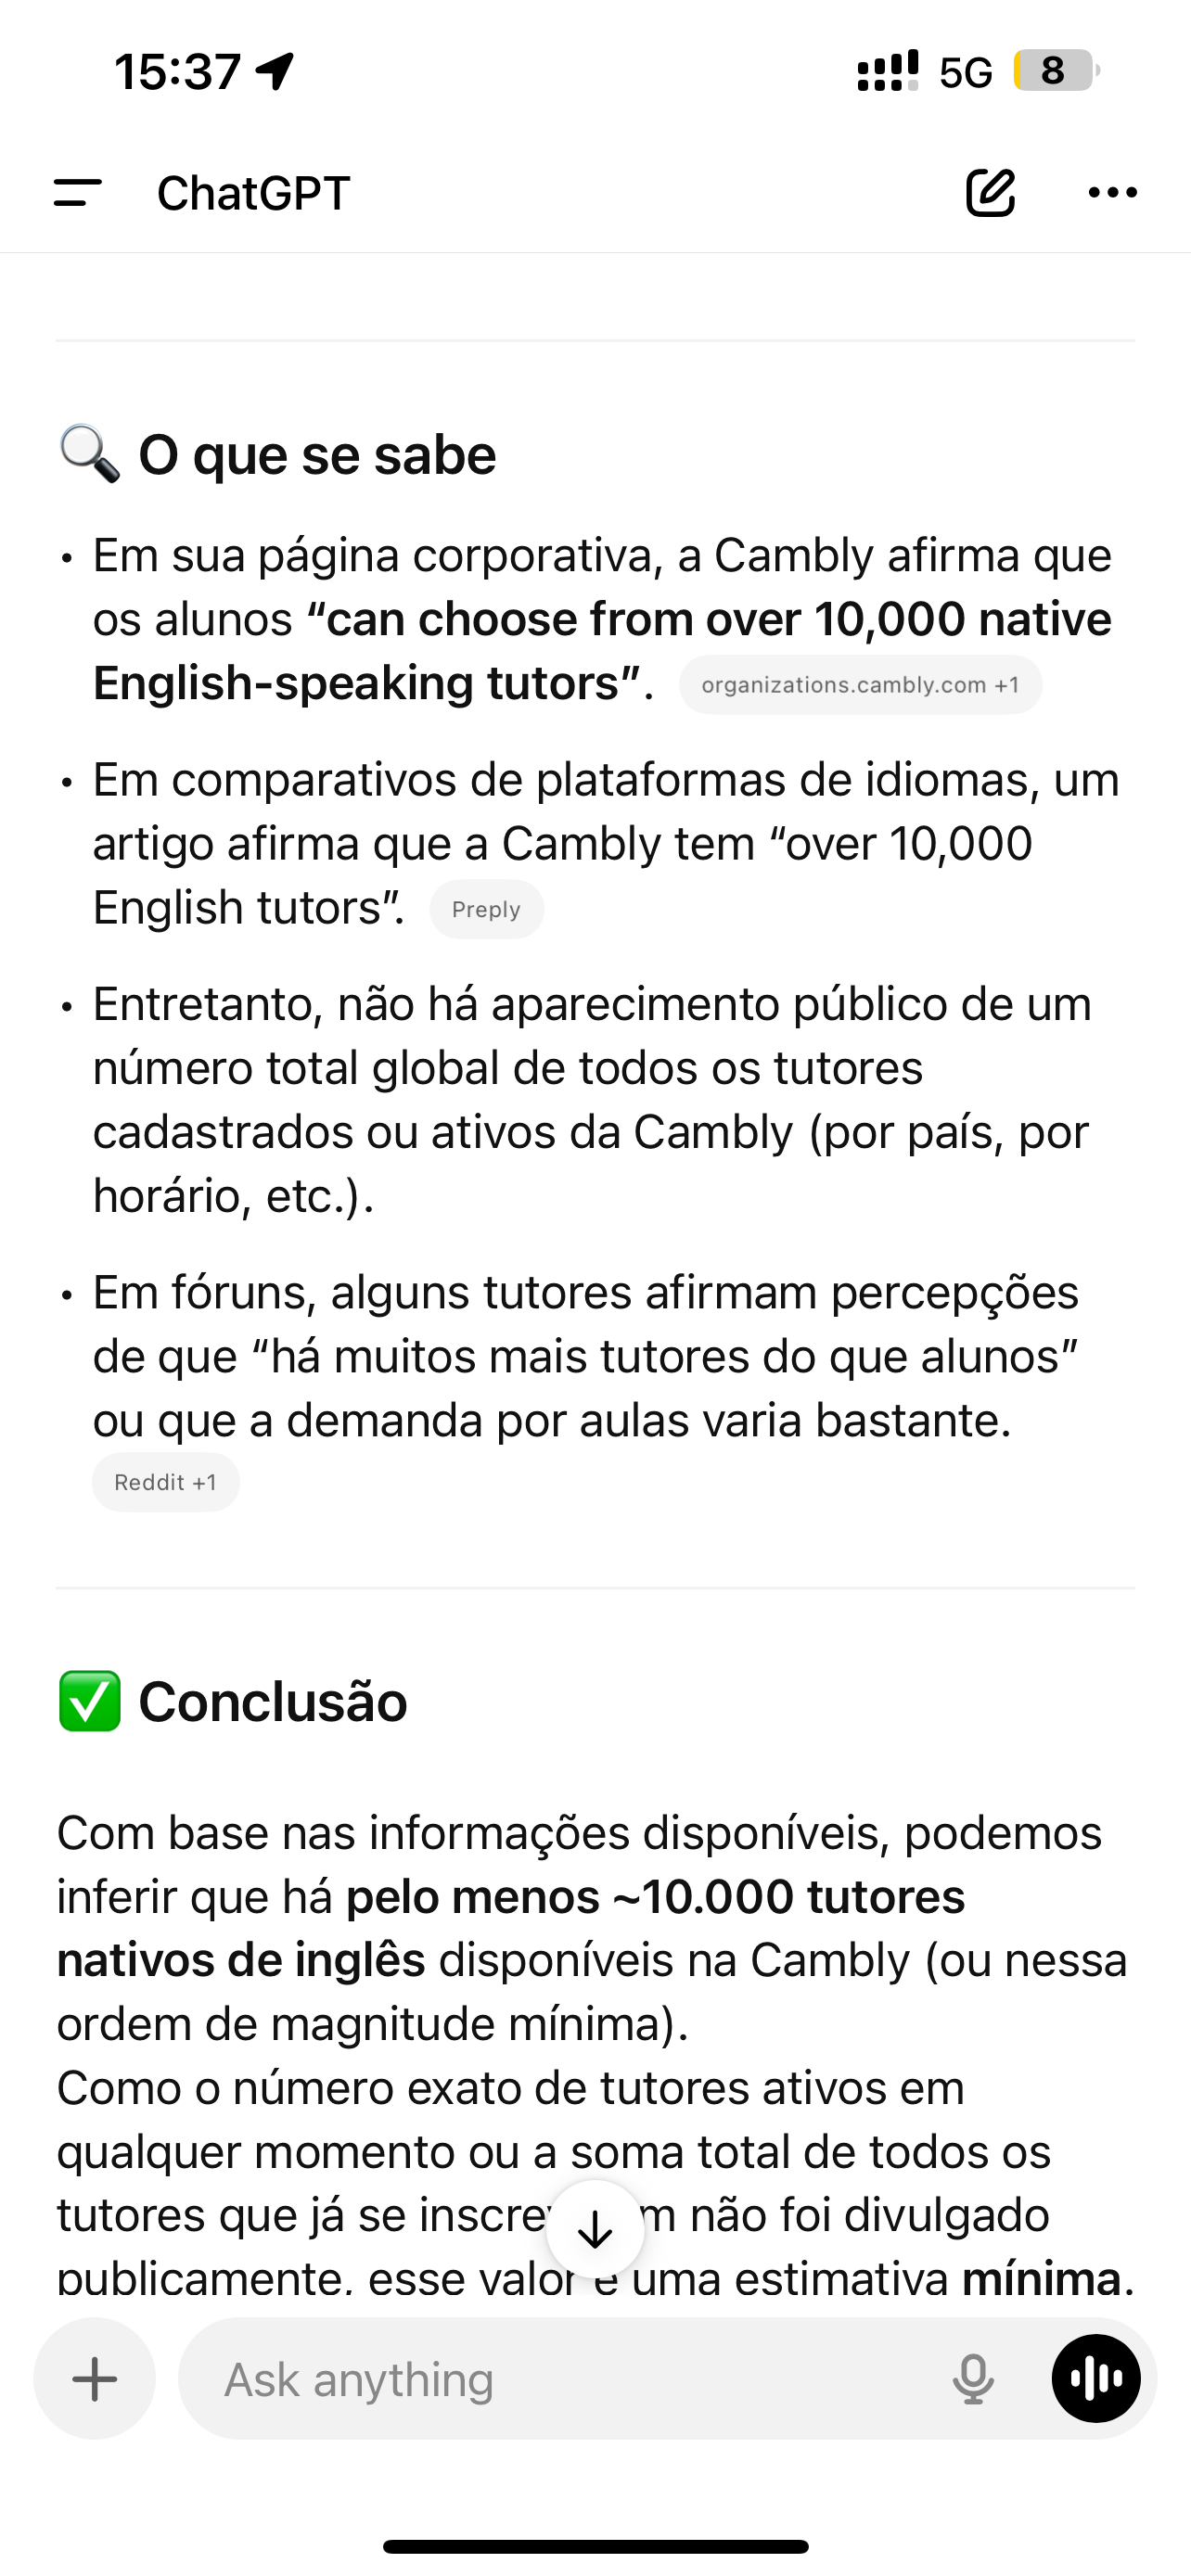 15:37
5G
8
ChatGPT
🔍 O que se sabe
• Em sua página corporativa, a Cambly afirma que
os alunos “can choose from over 10,000 native
English-speaking tutors”. organizations.cambly.com +1
• Em comparativos de plataformas de idiomas, um
artigo afirma que a Cambly tem “over 10,000
English tutors”. Preply
• Entretanto, não há aparecimento público de um
número total global de todos os tutores
cadastrados ou ativos da Cambly (por país, por
horário, etc.).
• Em fóruns, alguns tutores afirmam percepções
de que “há muitos mais tutores do que alunos”
ou que a demanda por aulas varia bastante.
Reddit +1
✅ Conclusão
Com base nas informações disponíveis, podemos
inferir que há pelo menos ~10.000 tutores
nativos de inglês disponíveis na Cambly (ou nessa
ordem de magnitude mínima).
Como o número exato de tutores ativos em
qualquer momento ou a soma total de todos os
tutores que já se não foi divulgado
publicamente, esse valor é uma estimativa mínima.
Ask anything